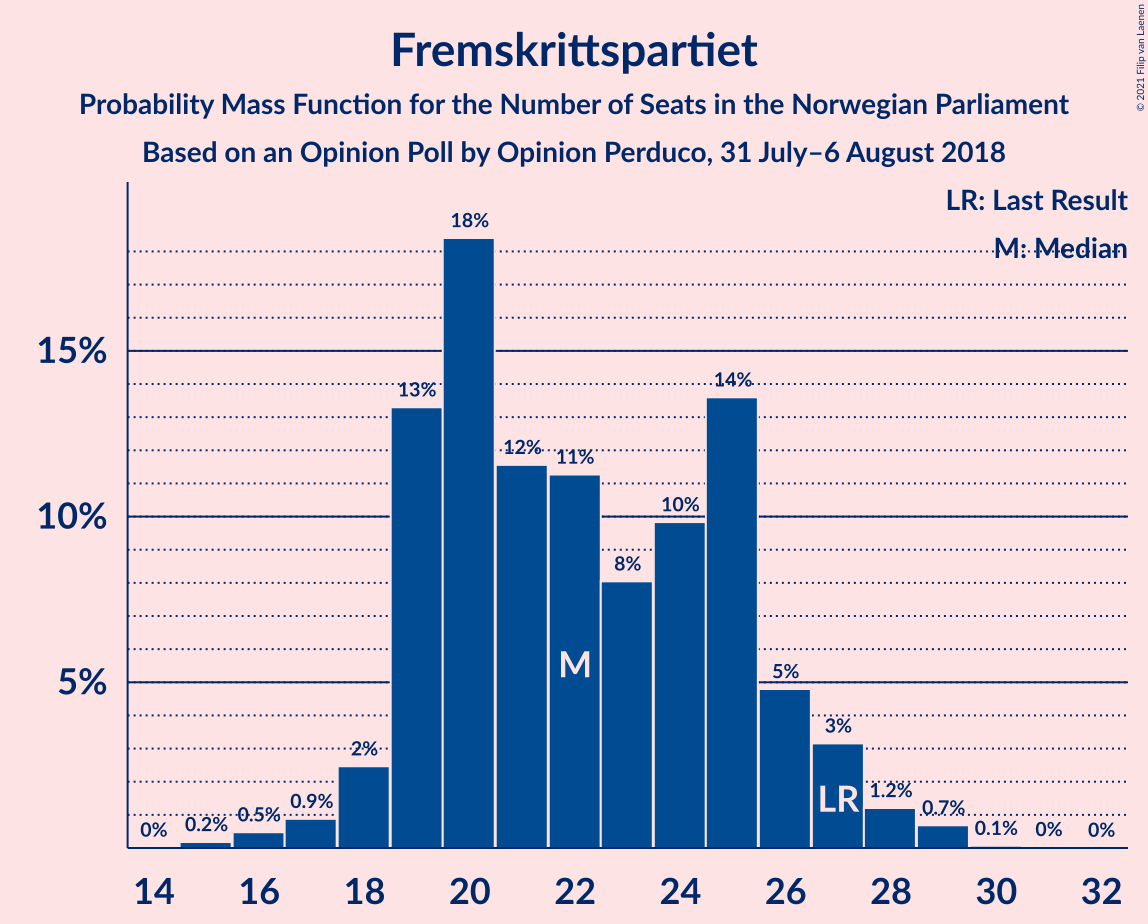 Fremskrittspartiet
Probability Mass Function for the Number of Seats in the Norwegian Parliament
Based on an Opinion Poll by Opinion Perduco, 31 July–6 August 2018
© 2021 Filip van Laenen
LR: Last Result
M: Median
15%
10%
5%
0%
0.2%
0.5%
0.9%
2%
13%
18%
12%
11%
8%
10%
14%
5%
3%
1.2%
0.7%
0.1%
0%
0%
M
LR
14 16 18 20 22 24 26 28 30 32